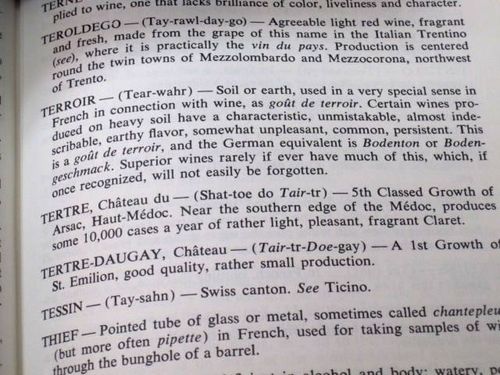 plied to wine, one that lacks brilliance of color, liveliness and character.
TEROLDEGO — (Tay-rawl-day-go) — Agreeable light red wine, fragrant
and fresh, made from the grape of this name in the Italian Trentino
(see), where it is practically the vin du pays. Production is centered
round the twin towns of Mezzolombardo and Mezzocorona, northwest
of Trento.
TERROIR — (Tear-wahr) — Soil or earth, used in a very special sense in
French in connection with wine, as goût de terroir. Certain wines pro-
duced on heavy soil have a characteristic, unmistakable, almost inde-
scribable, earthy flavor, somewhat unpleasant, common, persistent. This
is a goût de terroir, and the German equivalent is Bodenton or Boden-
geschmack. Superior wines rarely if ever have much of this, which, if
once recognized, will not easily be forgotten.
TERTRE, Château du — (Shat-toe do Tair-tr) — 5th Classed Growth of
Arsac, Haut-Médoc. Near the southern edge of the Médoc, produces
some 10,000 cases a year of rather light, pleasant, fragrant Claret.
TERTRE-DAUGAY, Château — (Tair-tr-Doe-gay) — A 1st Growth of
St. Emilion, good quality, rather small production.
TESSIN — (Tay-sahn) — Swiss canton. See Ticino.
THIEF — Pointed tube of glass or metal, sometimes called chantepleu
(but more often pipette) in French, used for taking samples of wi
through the bunghole of a barrel.
in alcohol and body: watery, p